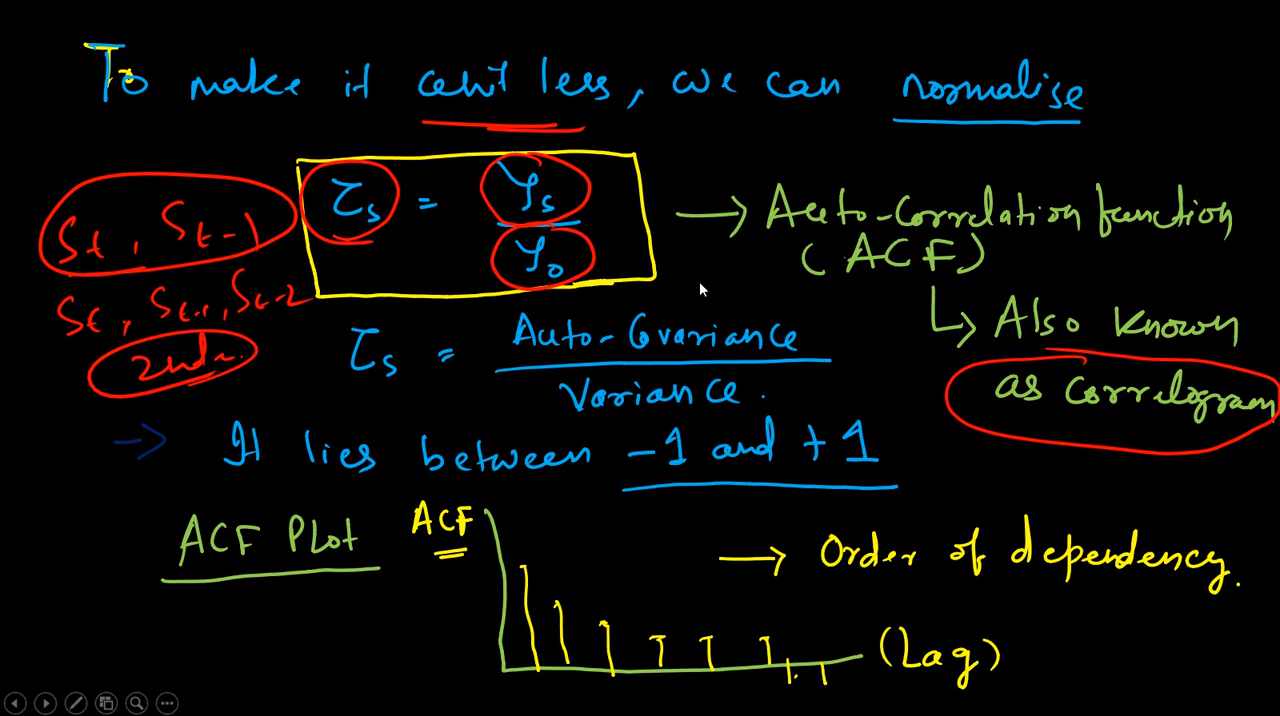 To make it unit less, we can normalise
τs = γs / γ0 → Auto-Correlation function
(ACF)
St, St-1
St, St-1, St-2
2nd
↳ Also known
as correlogram
τs = Auto-Covariance / Variance.
→ It lies between -1 and +1
ACF Plot
ACF
→ Order of dependency.
(Lag)